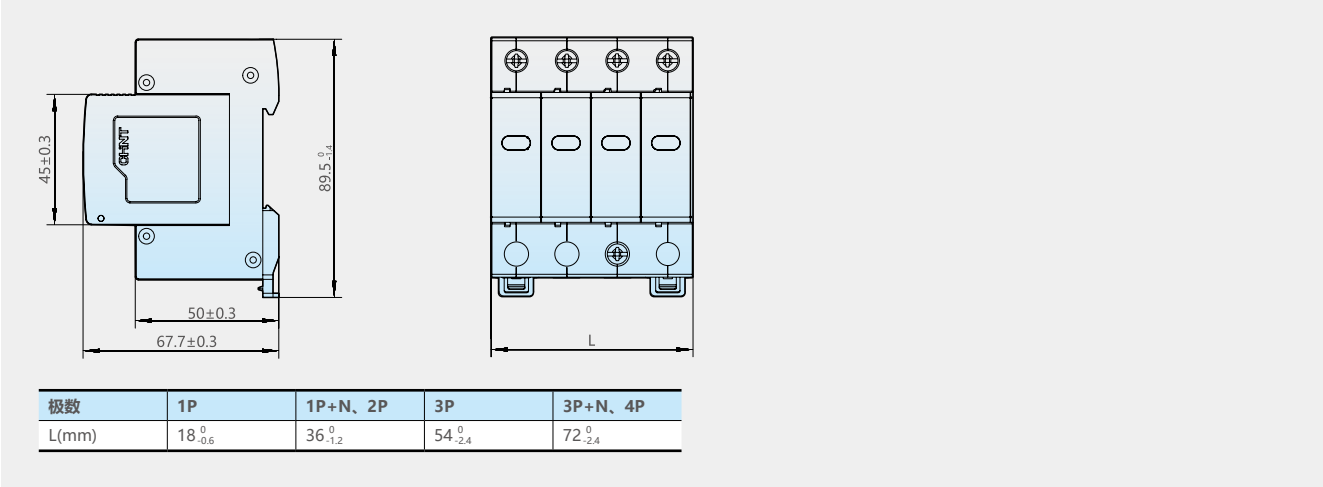 CHNT
45±0.3
89.5 0 -1.4
50±0.3
67.7±0.3
L
极数 1P 1P+N、2P 3P 3P+N、4P
L(mm) 18 0 -0.6 36 0 -1.2 54 0 -2.4 72 0 -2.4